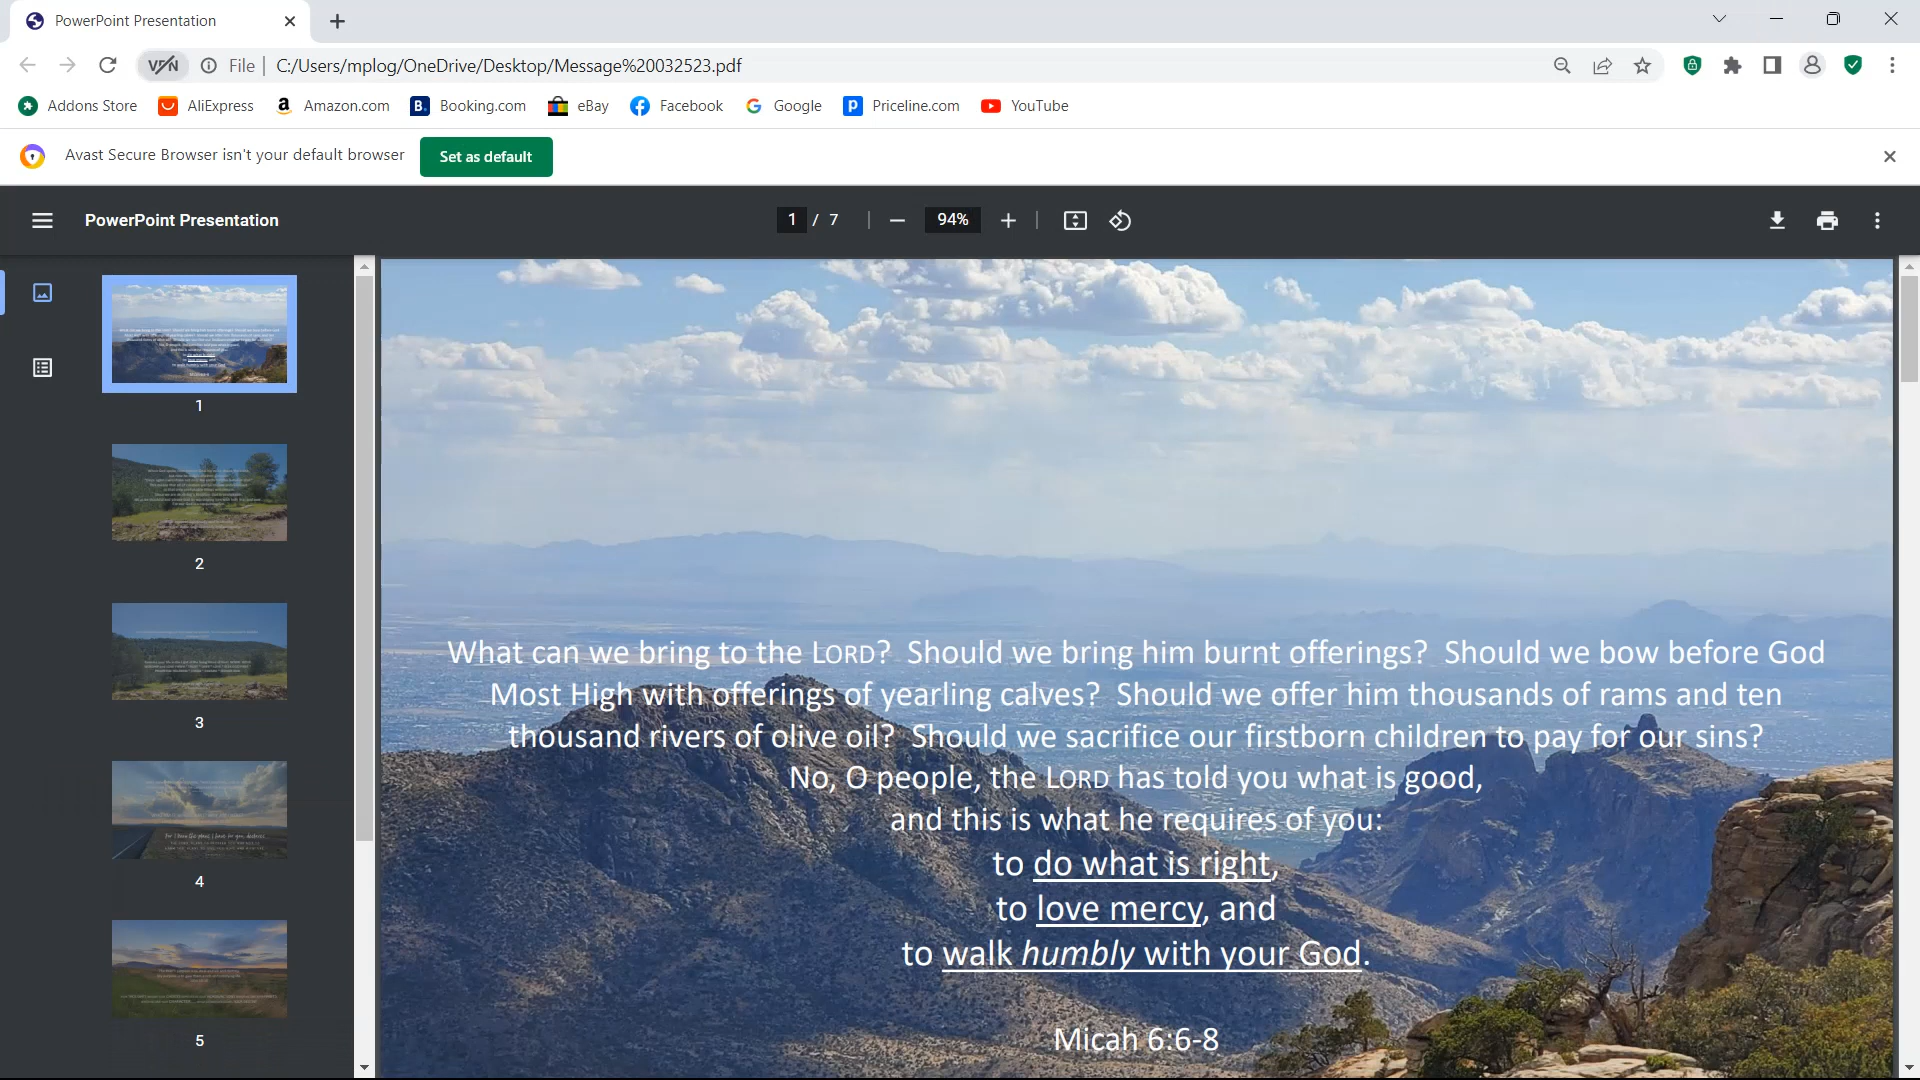 PowerPoint Presentation
VPN
File
C:/Users/mplog/OneDrive/Desktop/Message%20032523.pdf
Addons Store
AliExpress
Amazon.com
Booking.com
eBay
Facebook
Google
Priceline.com
YouTube
Avast Secure Browser isn't your default browser
Set as default
PowerPoint Presentation
1 / 7
94%
1
2
3
4
5
What can we bring to the LORD? Should we bring him burnt offerings? Should we bow before God
Most High with offerings of yearling calves? Should we offer him thousands of rams and ten
thousand rivers of olive oil? Should we sacrifice our firstborn children to pay for our sins?
No, O people, the LORD has told you what is good,
and this is what he requires of you:
to do what is right,
to love mercy, and
to walk humbly with your God.
Micah 6:6-8